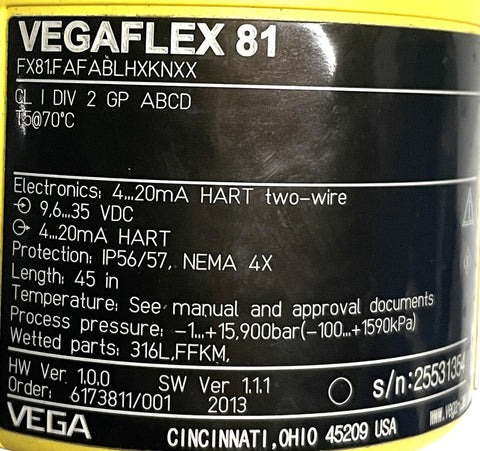 VEGAFLEX 81
FX81.FAFABLHXKNXX
CL I DIV 2 GP ABCD
T5@70°C
Electronics: 4...20mA HART two-wire
9,6...35 VDC
4...20mA HART
Protection: IP56/57, NEMA 4X
Length: 45 in
Temperature: See manual and approval documents
Process pressure: -1...+15,900bar(-100...+1590kPa)
Wetted parts: 316L,FFKM,
HW Ver 1.0.0 SW Ver 1.1.1
Order: 6173811/001 2013
s/n:25531354
VEGA
CINCINNATI,OHIO 45209 USA